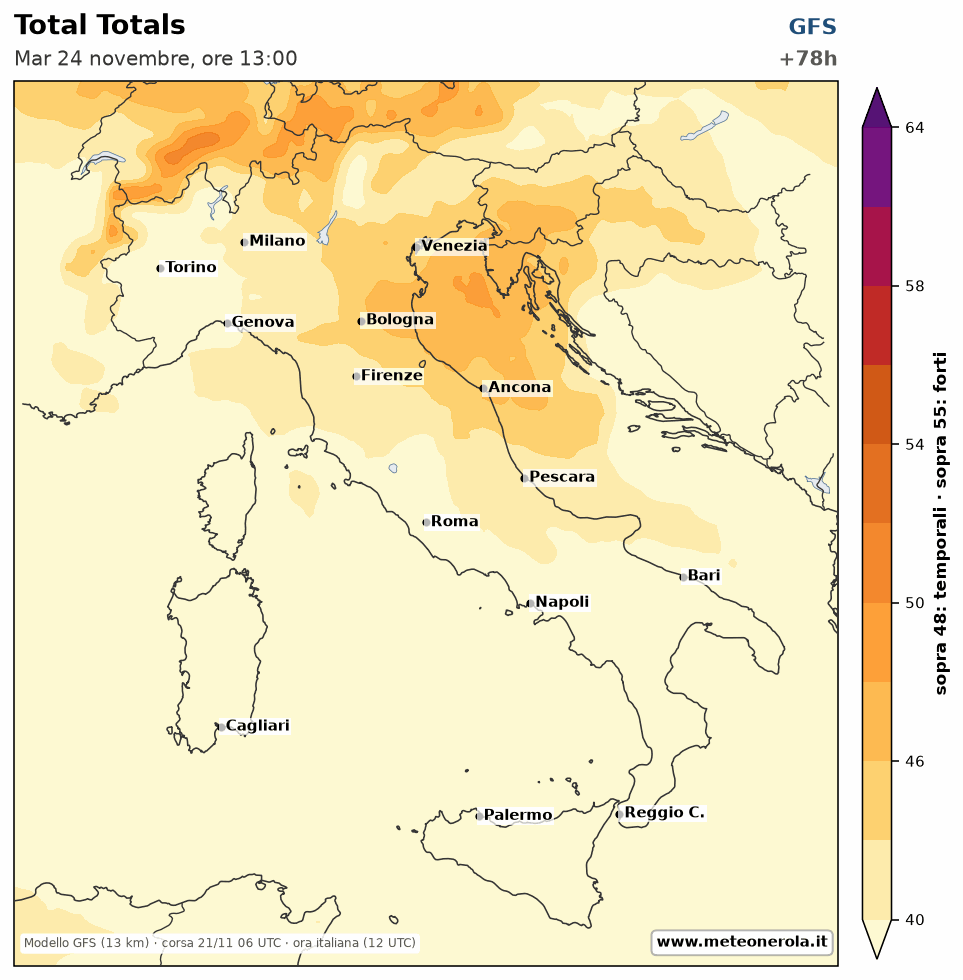 Total Totals
GFS
Mar 24 novembre, ore 13:00
+78h
64
58
54
50
46
40
sopra 48: temporali · sopra 55: forti
Milano
Venezia
Torino
Genova
Bologna
Firenze
Ancona
Pescara
Roma
Bari
Napoli
Cagliari
Palermo
Reggio C.
Modello GFS (13 km) · corsa 21/11 06 UTC · ora italiana (12 UTC)
www.meteonerola.it